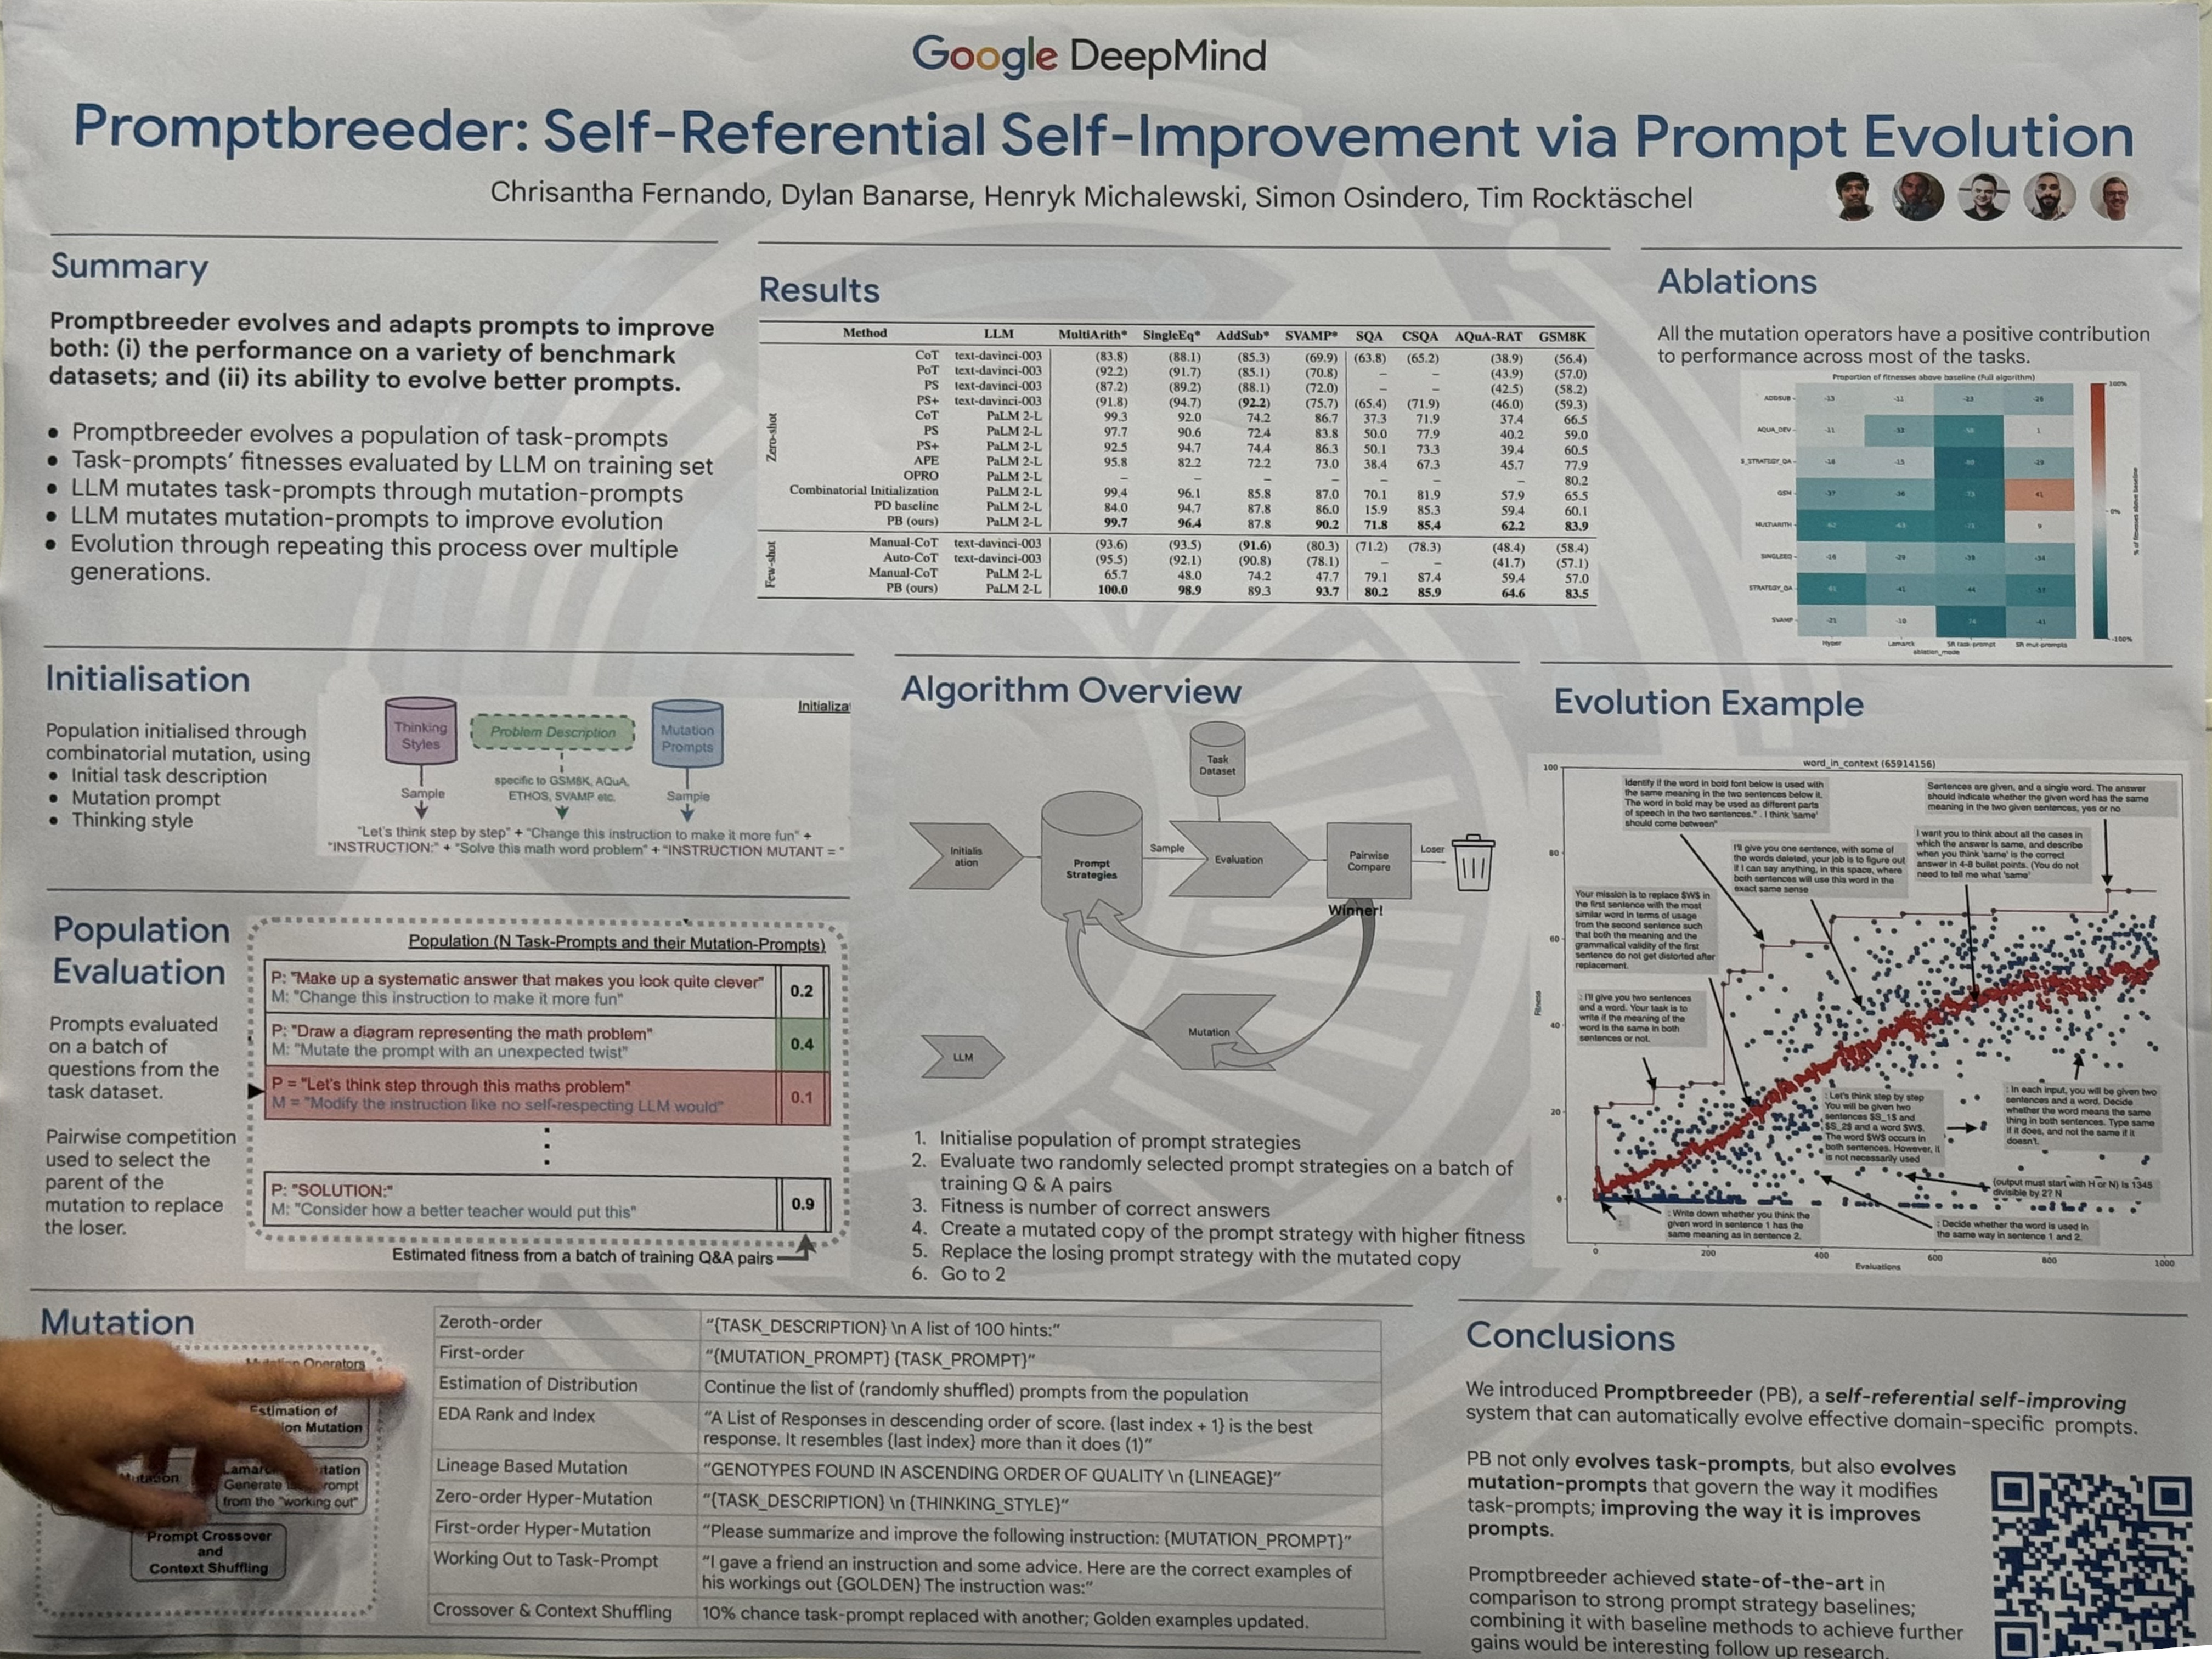 Google DeepMind
Promptbreeder: Self-Referential Self-Improvement via Prompt Evolution
Chrisantha Fernando, Dylan Banarse, Henryk Michalewski, Simon Osindero, Tim Rocktäschel
Summary
Promptbreeder evolves and adapts prompts to improve
both: (i) the performance on a variety of benchmark
datasets; and (ii) its ability to evolve better prompts.
• Promptbreeder evolves a population of task-prompts
• Task-prompts' fitnesses evaluated by LLM on training set
• LLM mutates task-prompts through mutation-prompts
• LLM mutates mutation-prompts to improve evolution
• Evolution through repeating this process over multiple
generations.
Results
Method LLM MultiArith* SingleEq* AddSub* SVAMP* SQA CSQA AQuA-RAT GSM8K
Zero-shot
CoT text-davinci-003 (83.8) (88.1) (85.3) (69.9) (63.8) (65.2) (38.9) (56.4)
PoT text-davinci-003 (92.2) (91.7) (85.1) (70.8) – – (43.9) (57.0)
PS text-davinci-003 (87.2) (89.2) (88.1) (72.0) – – (42.5) (58.2)
PS+ text-davinci-003 (91.8) (94.7) (92.2) (75.7) (65.4) (71.9) (46.0) (59.3)
CoT PaLM 2-L 99.3 92.0 74.2 86.7 37.3 71.9 37.4 66.5
PS PaLM 2-L 97.7 90.6 72.4 83.8 50.0 77.9 40.2 59.0
PS+ PaLM 2-L 92.5 94.7 74.4 86.3 50.1 73.3 39.4 60.5
APE PaLM 2-L 95.8 82.2 72.2 73.0 38.4 67.3 45.7 77.9
OPRO PaLM 2-L – – – – – – – 80.2
Combinatorial Initialization PaLM 2-L 99.4 96.1 85.8 87.0 70.1 81.9 57.9 65.5
PD baseline PaLM 2-L 84.0 94.7 87.8 86.0 15.9 85.3 59.4 60.1
PB (ours) PaLM 2-L 99.7 96.4 87.8 90.2 71.8 85.4 62.2 83.9
Few-shot
Manual-CoT text-davinci-003 (93.6) (93.5) (91.6) (80.3) (71.2) (78.3) (48.4) (58.4)
Auto-CoT text-davinci-003 (95.5) (92.1) (90.8) (78.1) – – (41.7) (57.1)
Manual-CoT PaLM 2-L 65.7 48.0 74.2 47.7 79.1 87.4 59.4 57.0
PB (ours) PaLM 2-L 100.0 98.9 89.3 93.7 80.2 85.9 64.6 83.5
Ablations
All the mutation operators have a positive contribution
to performance across most of the tasks.
Proportion of fitnesses above baseline (Full algorithm)
ADDSUB -13 -11 -23 -26
AQUA_DEV -11 1
S_STRATEGY_QA
GSM -37 -36 -73 41
MULTIARITH 9
SINGLEEQ
STRATEGY_QA
SVAMP -21 -10 -41
Hyper Lamarck SR task-prompt SR mut-prompts
ablation_mode
100%
0%
-100%
% of fitnesses above baseline
Initialisation
Population initialised through
combinatorial mutation, using
• Initial task description
• Mutation prompt
• Thinking style
Initializa
Thinking
Styles
Problem Description
Mutation
Prompts
Sample
specific to GSM8K, AQuA,
ETHOS, SVAMP etc.
Sample
"Let's think step by step" + "Change this instruction to make it more fun" +
"INSTRUCTION:" + "Solve this math word problem" + "INSTRUCTION MUTANT = "
Population
Evaluation
Prompts evaluated
on a batch of
questions from the
task dataset.
Pairwise competition
used to select the
parent of the
mutation to replace
the loser.
Population (N Task-Prompts and their Mutation-Prompts)
P: "Make up a systematic answer that makes you look quite clever"
M: "Change this instruction to make it more fun"
0.2
P: "Draw a diagram representing the math problem"
M: "Mutate the prompt with an unexpected twist"
0.4
P = "Let's think step through this maths problem"
M = "Modify the instruction like no self-respecting LLM would"
0.1
P: "SOLUTION:"
M: "Consider how a better teacher would put this"
0.9
Estimated fitness from a batch of training Q&A pairs
Algorithm Overview
Task
Dataset
Initialis
ation
Prompt
Strategies
Sample
Evaluation
Pairwise
Compare
Loser
Winner!
Mutation
LLM
1. Initialise population of prompt strategies
2. Evaluate two randomly selected prompt strategies on a batch of
training Q & A pairs
3. Fitness is number of correct answers
4. Create a mutated copy of the prompt strategy with higher fitness
5. Replace the losing prompt strategy with the mutated copy
6. Go to 2
Evolution Example
word_in_context (65914156)
Identify if the word in bold font below is used with
the same meaning in the two sentences below it.
The word in bold may be used as different parts
of speech in the two sentences." . I think 'same'
should come between"
Sentences are given, and a single word. The answer
should indicate whether the given word has the same
meaning in the two given sentences, yes or no
I'll give you one sentence, with some of
the words deleted, your job is to figure out
if I can say anything, in this space, where
both sentences will use this word in the
exact same sense
I want you to think about all the cases in
which the answer is same, and describe
when you think 'same' is the correct
answer in 4-8 bullet points. (You do not
need to tell me what 'same'
Your mission is to replace $W$ in
the first sentence with the most
similar word in terms of usage
from the second sentence such
that both the meaning and the
grammatical validity of the first
sentence do not get distorted after
replacement.
: I'll give you two sentences
and a word. Your task is to
write if the meaning of the
word is the same in both
sentences or not.
: Let's think step by step
You will be given two
sentences $S_1$ and
$S_2$ and a word $W$.
The word $W$ occurs in
both sentences. However, it
is not necessarily used
: In each input, you will be given two
sentences and a word. Decide
whether the word means the same
thing in both sentences. Type same
if it does, and not the same if it
doesn't.
(output must start with H or N) Is 1345
divisible by 2? N
: Write down whether you think the
given word in sentence 1 has the
same meaning as in sentence 2.
: Decide whether the word is used in
the same way in sentence 1 and 2.
Fitness
100
80
60
40
20
0
0 200 400 600 800 1000
Evaluations
Mutation
Mutation Operators
Estimation of
ion Mutation
Mutation
Lamar tation
Generate rompt
from the "working out"
Prompt Crossover
and
Context Shuffling
Zeroth-order "{TASK_DESCRIPTION} \n A list of 100 hints:"
First-order "{MUTATION_PROMPT} {TASK_PROMPT}"
Estimation of Distribution Continue the list of (randomly shuffled) prompts from the population
EDA Rank and Index "A List of Responses in descending order of score. {last index + 1} is the best
response. It resembles {last index} more than it does (1)"
Lineage Based Mutation "GENOTYPES FOUND IN ASCENDING ORDER OF QUALITY \n {LINEAGE}"
Zero-order Hyper-Mutation "{TASK_DESCRIPTION} \n {THINKING_STYLE}"
First-order Hyper-Mutation "Please summarize and improve the following instruction: {MUTATION_PROMPT}"
Working Out to Task-Prompt "I gave a friend an instruction and some advice. Here are the correct examples of
his workings out {GOLDEN} The instruction was:"
Crossover & Context Shuffling 10% chance task-prompt replaced with another; Golden examples updated.
Conclusions
We introduced Promptbreeder (PB), a self-referential self-improving
system that can automatically evolve effective domain-specific prompts.
PB not only evolves task-prompts, but also evolves
mutation-prompts that govern the way it modifies
task-prompts; improving the way it is improves
prompts.
Promptbreeder achieved state-of-the-art in
comparison to strong prompt strategy baselines;
combining it with baseline methods to achieve further
gains would be interesting follow up research.